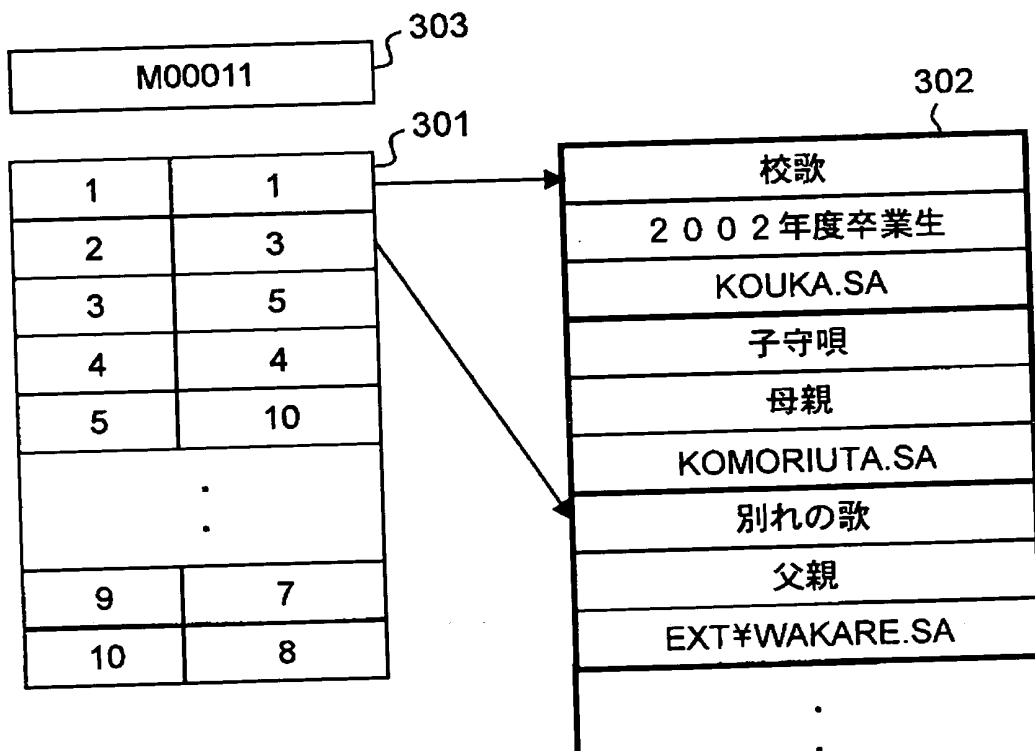 303
M00011
301
1 1
2 3
3 5
4 4
5 10
.
.
9 7
10 8
302
校歌
2002年度卒業生
KOUKA.SA
子守唄
母親
KOMORIUTA.SA
別れの歌
父親
EXT¥WAKARE.SA
.
.